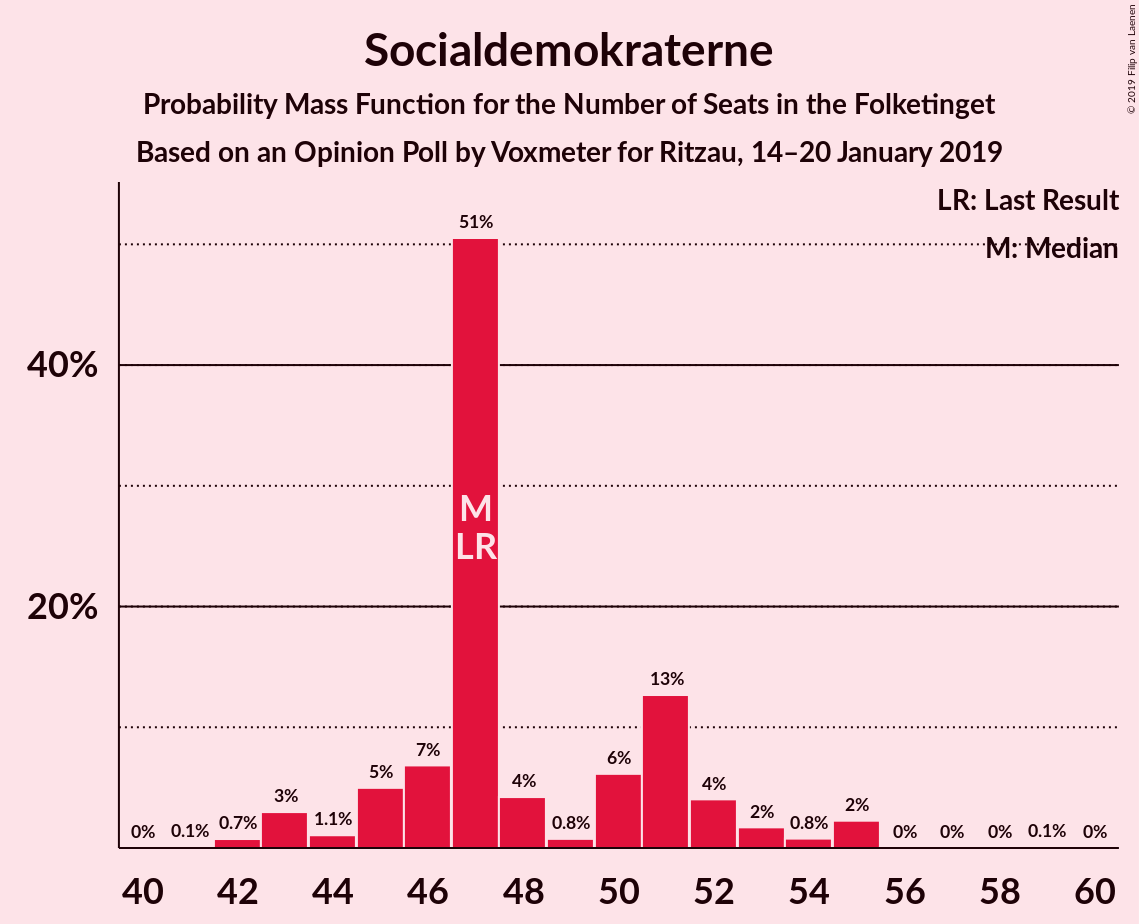 Socialdemokraterne
Probability Mass Function for the Number of Seats in the Folketinget
Based on an Opinion Poll by Voxmeter for Ritzau, 14–20 January 2019
© 2019 Filip van Laenen
LR: Last Result
M: Median
40%
20%
0% 0.1% 0.7% 3% 1.1% 5% 7% 51% 4% 0.8% 6% 13% 4% 2% 0.8% 2% 0% 0% 0% 0.1% 0%
M
LR
40 42 44 46 48 50 52 54 56 58 60